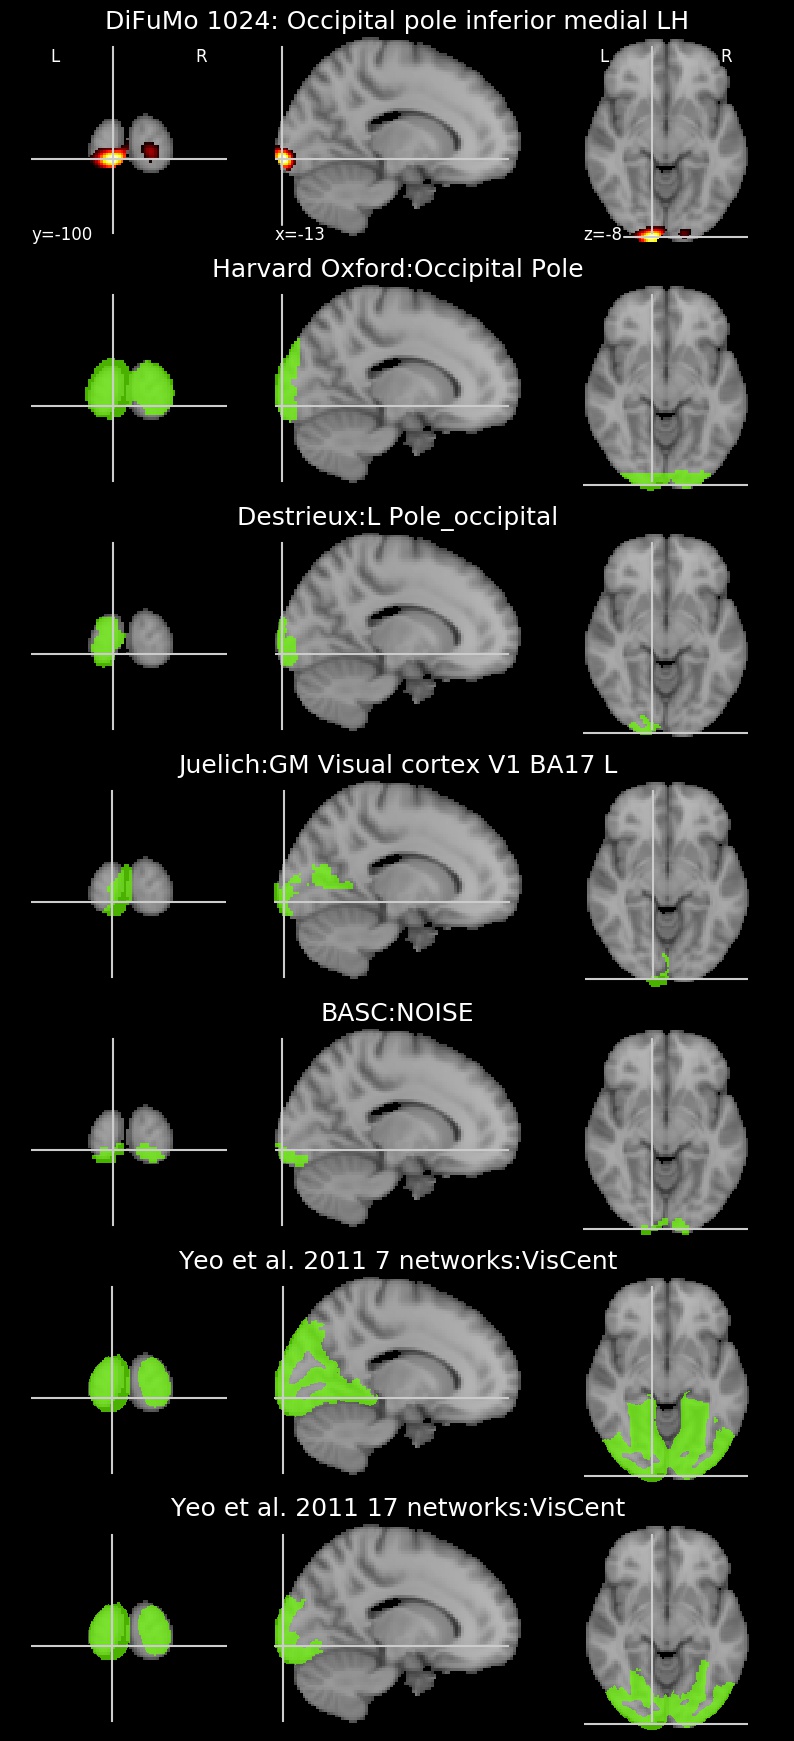 DiFuMo 1024: Occipital pole inferior medial LH
L R L R
y=-100 x=-13 z=-8
Harvard Oxford:Occipital Pole
Destrieux:L Pole_occipital
Juelich:GM Visual cortex V1 BA17 L
BASC:NOISE
Yeo et al. 2011 7 networks:VisCent
Yeo et al. 2011 17 networks:VisCent